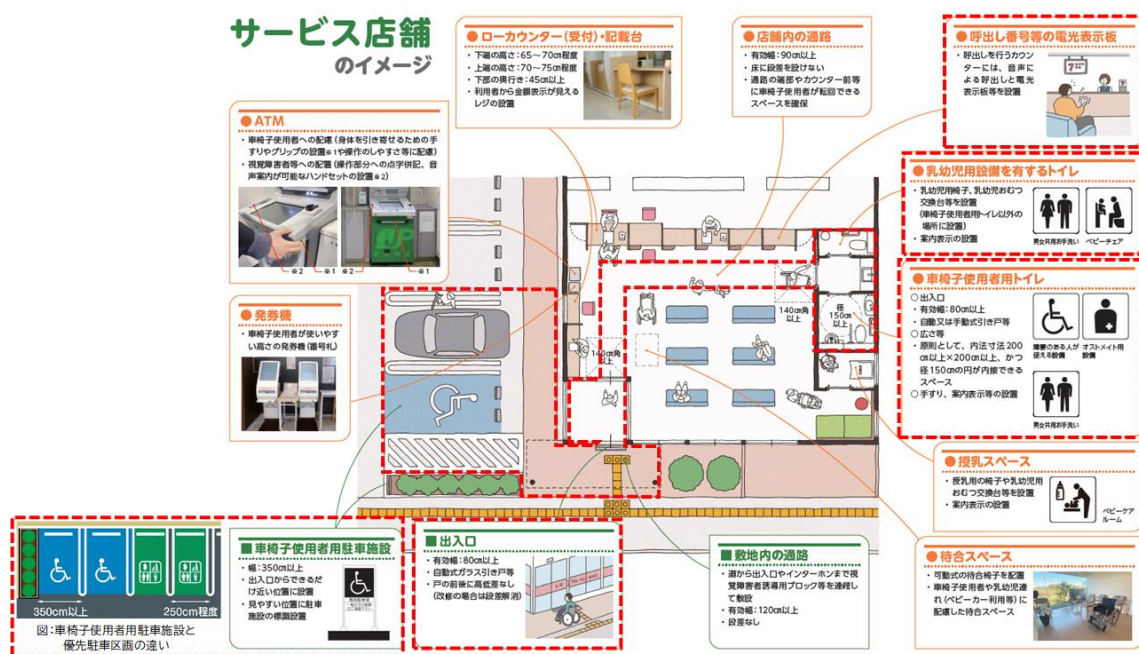 サービス店舗
のイメージ
●ローカウンター(受付)・記載台
・下端の高さ:65～70㎝程度
・上端の高さ:70～75㎝程度
・下部の奥行き:45㎝以上
・利用者から金額表示が見える
レジの設置
●店舗内の通路
・有効幅:90㎝以上
・床に段差を設けない
・通路の端部やカウンター前等
に車椅子使用者が転回できる
スペースを確保
●呼出し番号等の電光表示板
・呼出しを行うカウン
ターには、音声に
よる呼出しと電光
表示板等を設置
7
●ATM
・車椅子使用者への配慮(身体を引き寄せるための手
すりやグリップの設置※1や操作のしやすさ等に配慮)
・視覚障害者等への配置(操作部分への点字併記、音
声案内が可能なハンドセットの設置※2)
※2
※1
※2
※1
●乳幼児用設備を有するトイレ
・乳幼児用椅子、乳幼児おむつ
交換台等を設置
(車椅子使用者用トイレ以外の
場所に設置)
・案内表示の設置
男女共用お手洗い
ベビーチェア
●発券機
・車椅子使用者が使いやす
い高さの発券機(番号札)
140㎝角
以上
140㎝角
以上
径
150㎝
以上
●車椅子使用者用トイレ
○出入口
・有効幅:80㎝以上
・自動又は手動式引き戸等
○広さ等
・原則として、内法寸法200
㎝以上×200㎝以上、かつ
径150㎝の円が内接できる
スペース
○手すり、案内表示等の設置
障害のある人が
使える設備
オストメイト用
設備
男女共用お手洗い
●授乳スペース
・授乳用の椅子や乳幼児用
おむつ交換台等を設置
・案内表示の設置
ベビーケア
ルーム
350cm以上
250cm程度
図:車椅子使用者用駐車施設と
優先駐車区画の違い
■車椅子使用者用駐車施設
・幅:350㎝以上
・出入口からできるだ
け近い位置に設置
・見やすい位置に駐車
施設の標識設置
■出入口
・有効幅:80㎝以上
・自動式ガラス引き戸等
・戸の前後に高低差なし
(改修の場合は段差解消)
■敷地内の通路
・道から出入口やインターホンまで視
覚障害者誘導用ブロック等を連続し
て敷設
・有効幅:120㎝以上
・段差なし
●待合スペース
・可動式の待合椅子を配置
・車椅子使用者や乳幼児連
れ(ベビーカー利用等)に
配慮した待合スペース